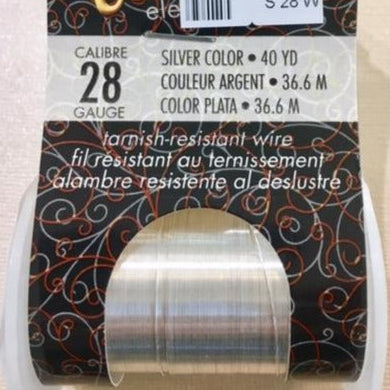 ele
S 28 W
CALIBRE
28
GAUGE
SILVER COLOR • 40 YD
COULEUR ARGENT • 36.6 M
COLOR PLATA • 36.6 M
tarnish-resistant wire
fil résistant au ternissement
alambre resistente al deslustre